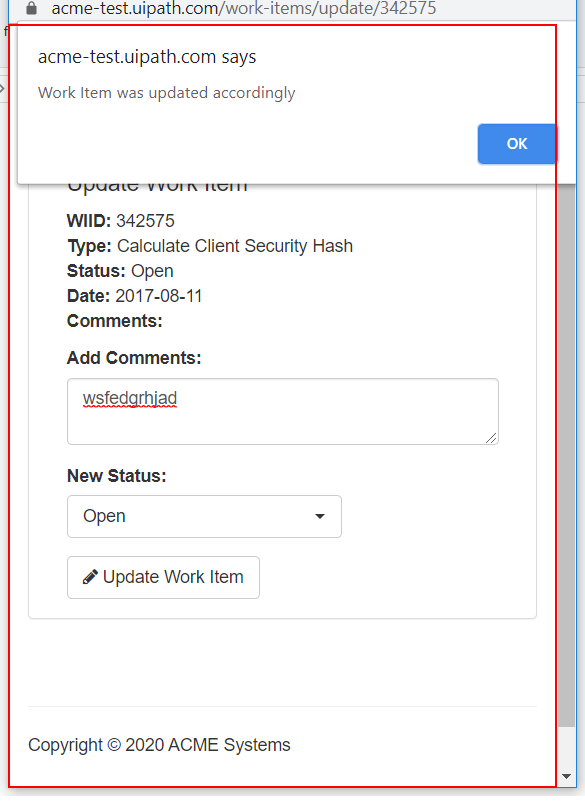 acme-test.uipath.com/work-items/update/342575
acme-test.uipath.com says
Work Item was updated accordingly
OK
Update Work Item
WIID: 342575
Type: Calculate Client Security Hash
Status: Open
Date: 2017-08-11
Comments:
Add Comments:
wsfedgrhjad
New Status:
Open
Update Work Item
Copyright © 2020 ACME Systems